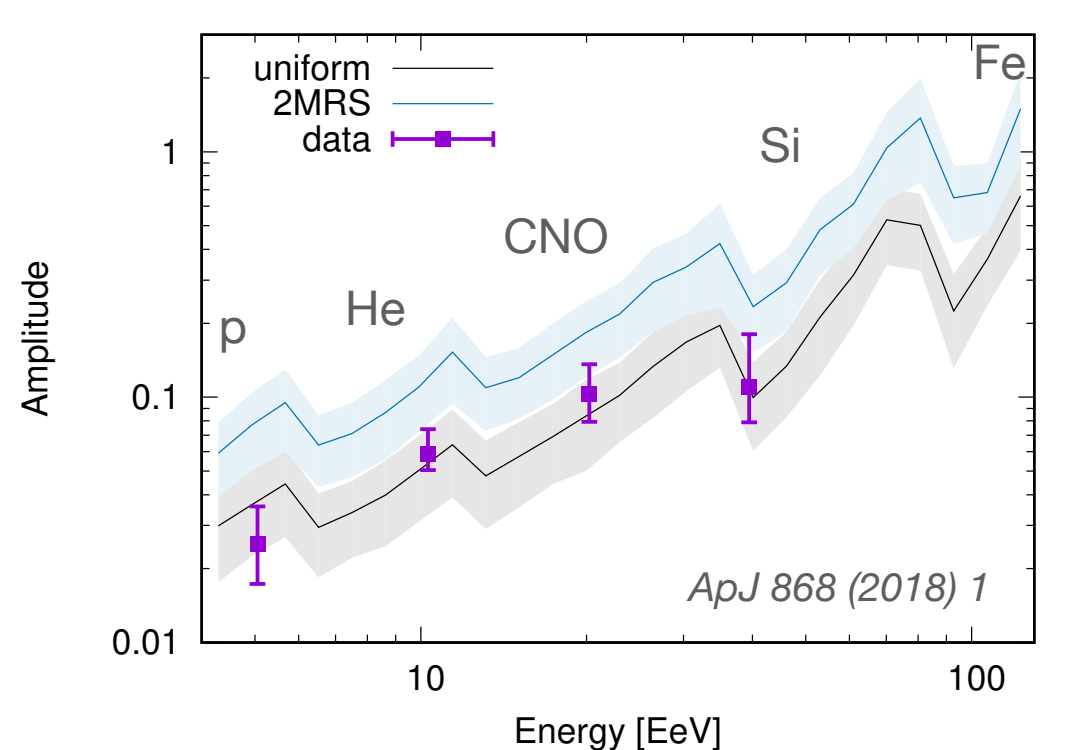 Fe
uniform
2MRS
data
1
Si
CNO
He
p
0.1
Amplitude
ApJ 868 (2018) 1
0.01
10
100
Energy [EeV]